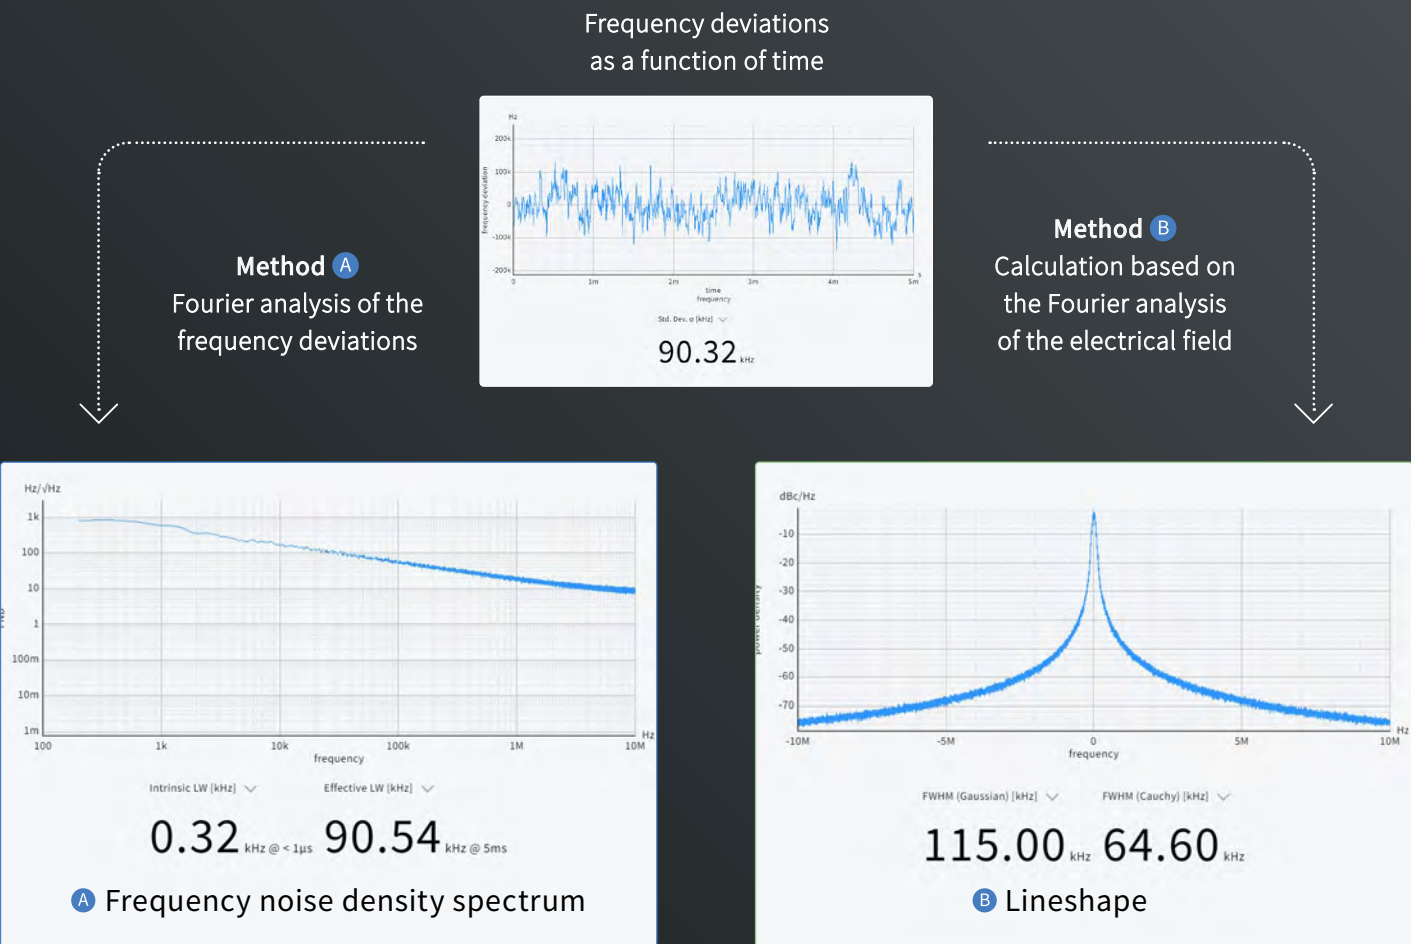 Frequency deviations
as a function of time
Hz
200k
100k
0
-100k
-200k
frequency deviation
0 1m 2m 3m 4m 5m
s
time
frequency
Std. Dev. σ [kHz]
90.32 kHz
Method A
Fourier analysis of the
frequency deviations
Method B
Calculation based on
the Fourier analysis
of the electrical field
Hz/√Hz
1k
100
10
1
100m
10m
1m
100 1k 10k 100k 1M 10M
Hz
frequency
Intrinsic LW [kHz] Effective LW [kHz]
0.32 kHz @ < 1µs 90.54 kHz @ 5ms
A Frequency noise density spectrum
dBc/Hz
-10
-20
-30
-40
-50
-60
-70
power density
-10M -5M 0 5M 10M
Hz
frequency
FWHM (Gaussian) [kHz] FWHM (Cauchy) [kHz]
115.00 kHz 64.60 kHz
B Lineshape